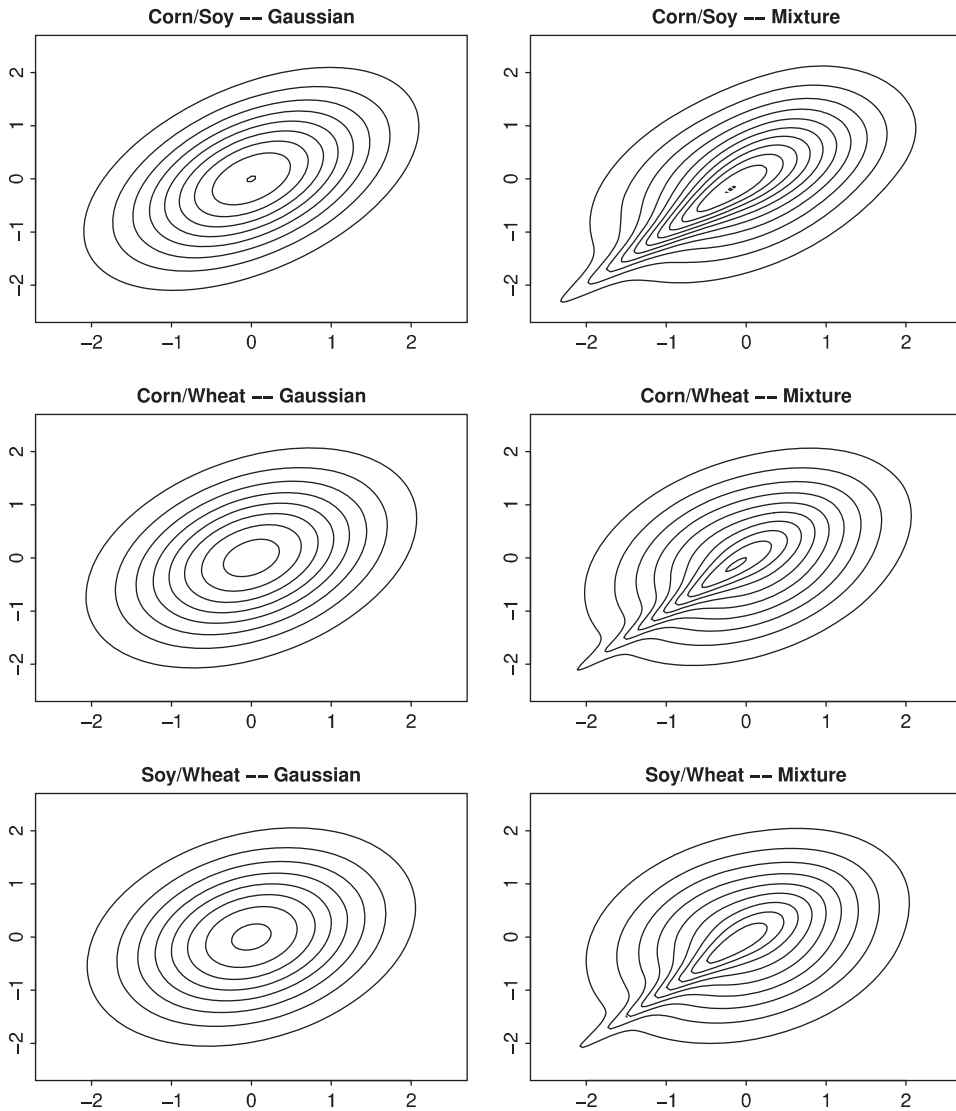 Corn/Soy –– Gaussian
2
1
0
−1
−2
−2 −1 0 1 2
Corn/Soy –– Mixture
2
1
0
−1
−2
−2 −1 0 1 2
Corn/Wheat –– Gaussian
2
1
0
−1
−2
−2 −1 0 1 2
Corn/Wheat –– Mixture
2
1
0
−1
−2
−2 −1 0 1 2
Soy/Wheat –– Gaussian
2
1
0
−1
−2
−2 −1 0 1 2
Soy/Wheat –– Mixture
2
1
0
−1
−2
−2 −1 0 1 2